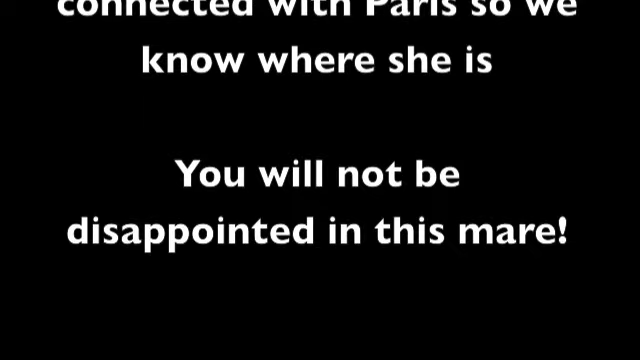 connected with Paris so we
know where she is
You will not be
disappointed in this mare!